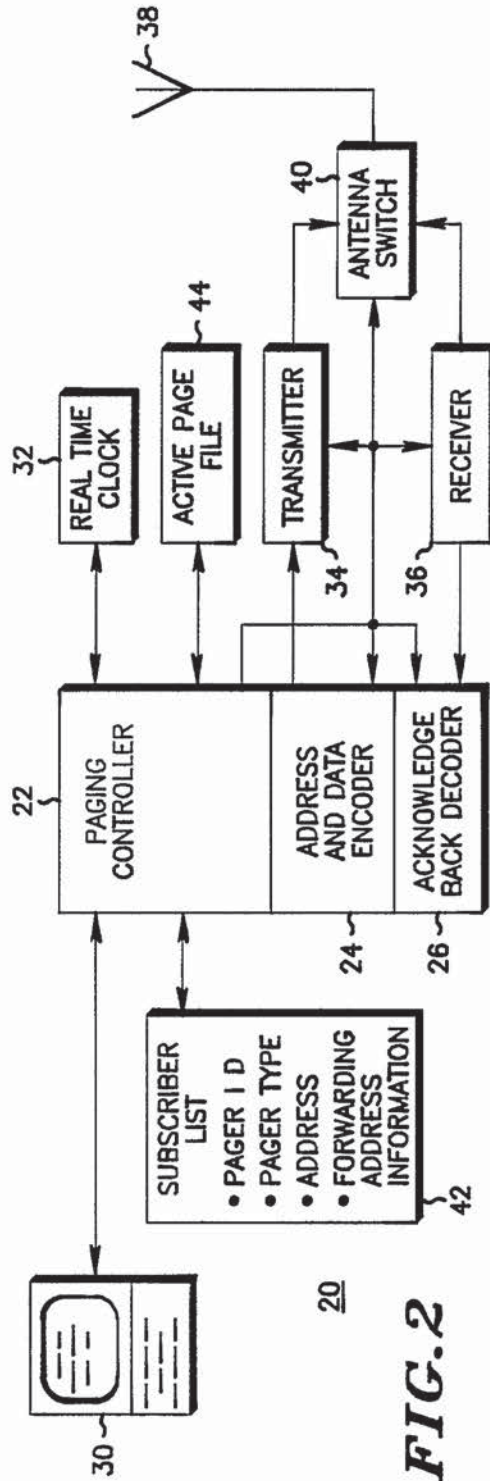 30
22
PAGING
CONTROLLER
ADDRESS
AND DATA
ENCODER
24
ACKNOWLEDGE
BACK DECODER
26
SUBSCRIBER
LIST
• PAGER I D
• PAGER TYPE
• ADDRESS
• FORWARDING
ADDRESS
INFORMATION
42
32
REAL TIME
CLOCK
44
ACTIVE PAGE
FILE
TRANSMITTER
34
RECEIVER
36
40
ANTENNA
SWITCH
38
20
FIG.2